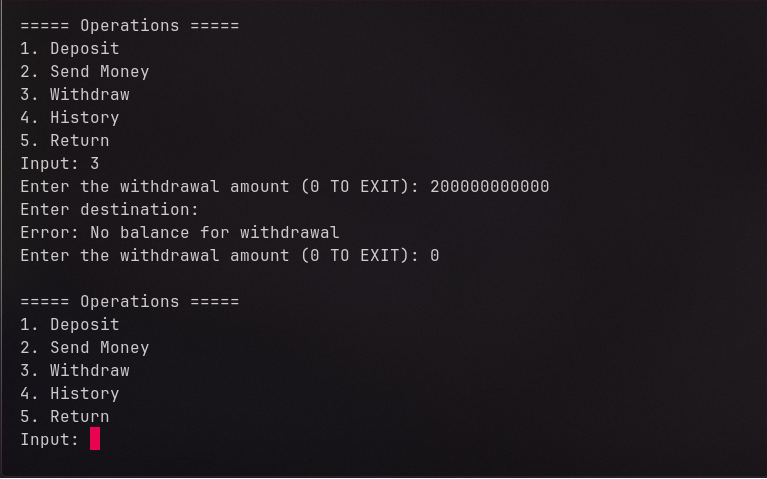 ===== Operations =====
1. Deposit
2. Send Money
3. Withdraw
4. History
5. Return
Input: 3
Enter the withdrawal amount (0 TO EXIT): 200000000000
Enter destination:
Error: No balance for withdrawal
Enter the withdrawal amount (0 TO EXIT): 0
===== Operations =====
1. Deposit
2. Send Money
3. Withdraw
4. History
5. Return
Input: